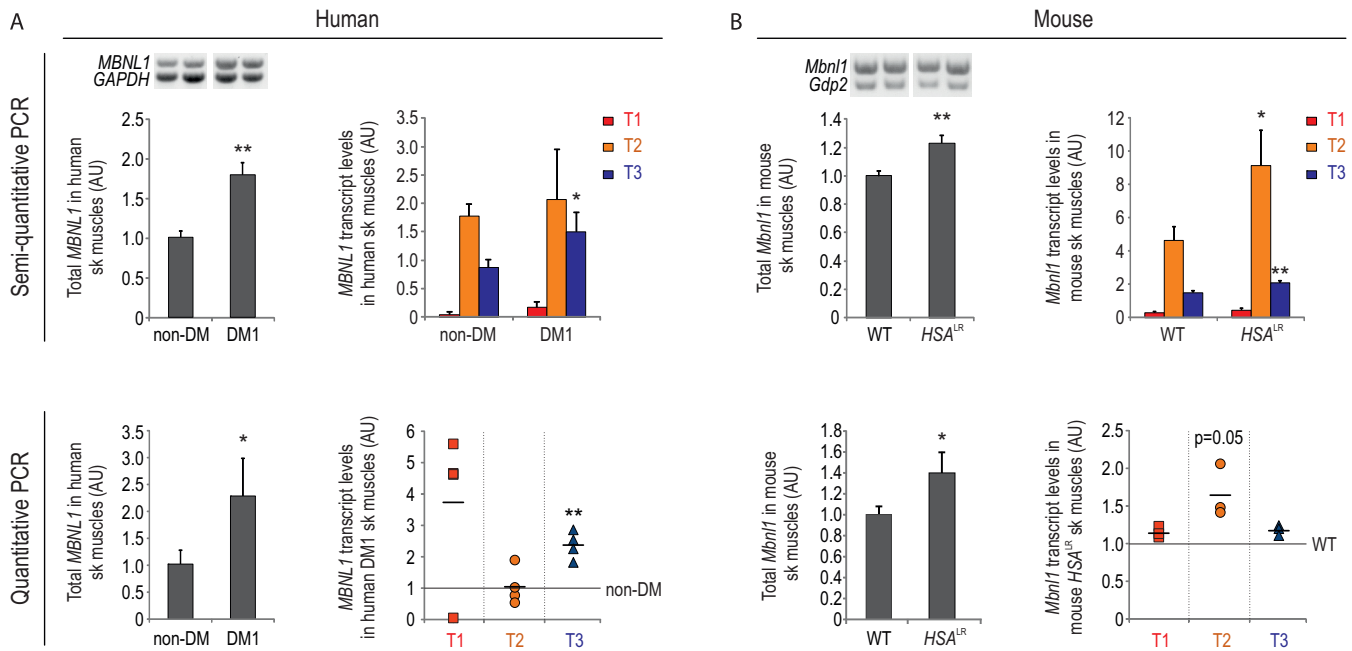 A
Human
B
Mouse
Semi-quantitative PCR
MBNL1
GAPDH
Total MBNL1 in human
sk muscles (AU)
2.5
2.0
1.5
1.0
0.5
0
**
non-DM DM1
MBNL1 transcript levels
in human sk muscles (AU)
3.5
3.0
2.5
2.0
1.5
1.0
0.5
0
*
non-DM DM1
T1
T2
T3
Mbnl1
Gdp2
Total Mbnl1 in mouse
sk muscles (AU)
1.4
1.2
1.0
0.8
0.6
0.4
0.2
0
**
WT HSA^LR
Mbnl1 transcript levels in
mouse sk muscles (AU)
12
10
8
6
4
2
0
*
**
WT HSA^LR
T1
T2
T3
Quantitative PCR
Total MBNL1 in human
sk muscles (AU)
3.5
3.0
2.5
2.0
1.5
1.0
0.5
0
*
non-DM DM1
MBNL1 transcript levels
in human DM1 sk muscles (AU)
6
5
4
3
2
1
0
**
non-DM
T1 T2 T3
Total Mbnl1 in mouse
sk muscles (AU)
1.8
1.6
1.4
1.2
1.0
0.8
0.6
0.4
0.2
0
*
WT HSA^LR
Mbnl1 transcript levels in
mouse HSA^LR sk muscles (AU)
2.5
2.0
1.5
1.0
0.5
0
p=0.05
WT
T1 T2 T3